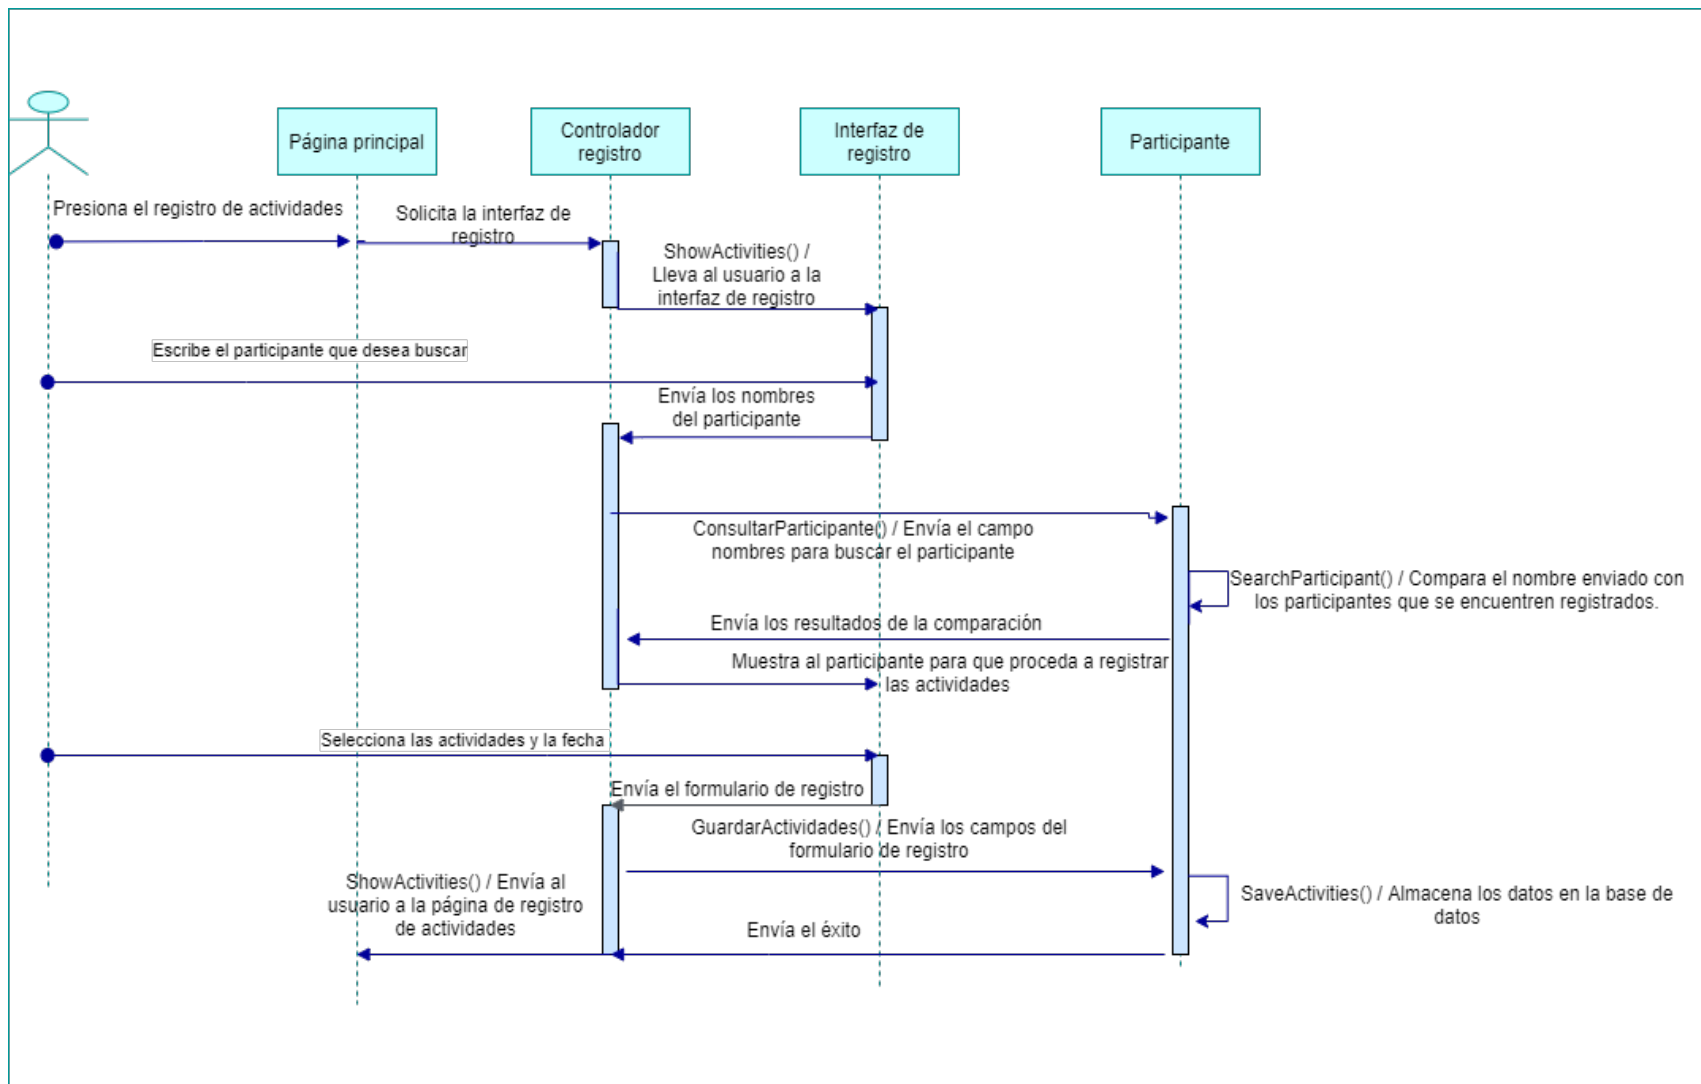 Página principal
Controlador
registro
Interfaz de
registro
Participante
Presiona el registro de actividades
Solicita la interfaz de
registro
ShowActivities() /
Lleva al usuario a la
interfaz de registro
Escribe el participante que desea buscar
Envía los nombres
del participante
ConsultarParticipante() / Envía el campo
nombres para buscar el participante
SearchParticipant() / Compara el nombre enviado con
los participantes que se encuentren registrados.
Envía los resultados de la comparación
Muestra al participante para que proceda a registrar
las actividades
Selecciona las actividades y la fecha
Envía el formulario de registro
GuardarActividades() / Envía los campos del
formulario de registro
ShowActivities() / Envía al
usuario a la página de registro
de actividades
SaveActivities() / Almacena los datos en la base de
datos
Envía el éxito